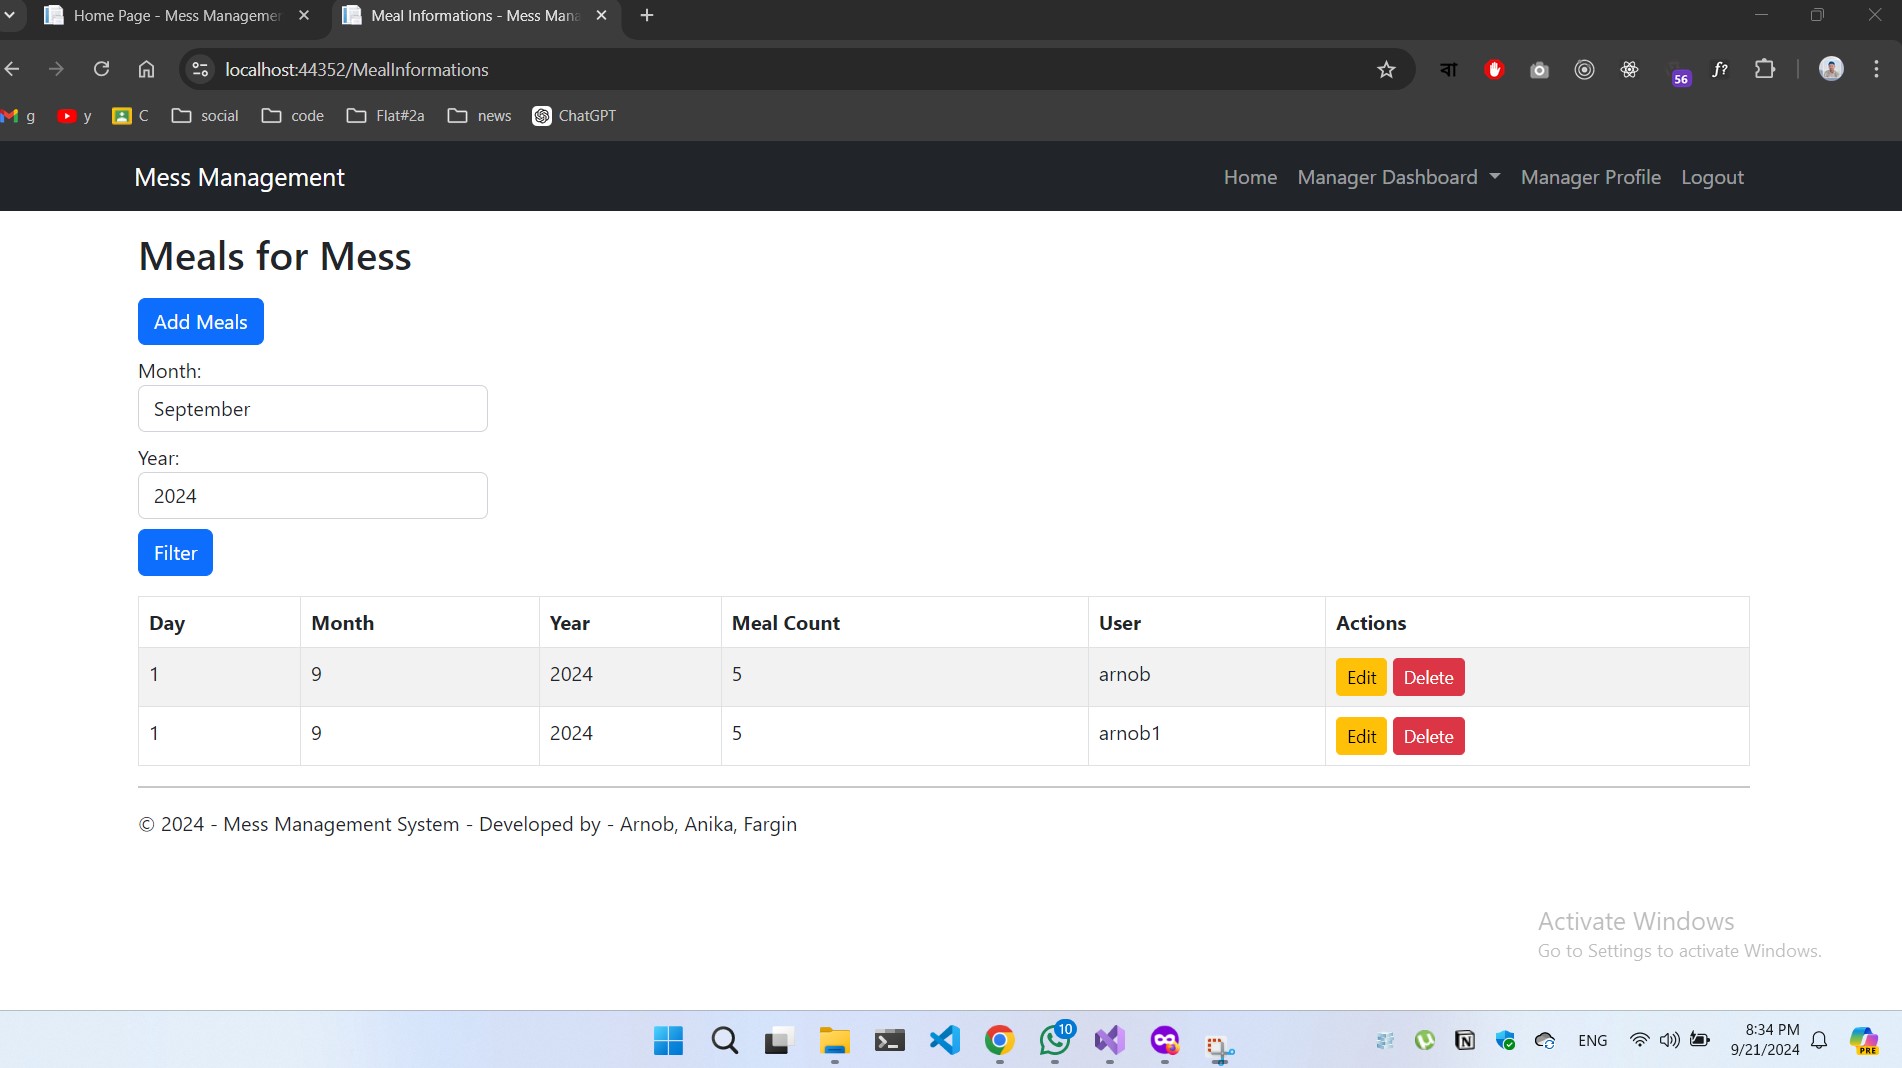 Home Page - Mess Managemen
Meal Informations - Mess Mana
localhost:44352/MealInformations
বা
56
f?
g
y
C
social
code
Flat#2a
news
ChatGPT
Mess Management
Home
Manager Dashboard
Manager Profile
Logout
Meals for Mess
Add Meals
Month:
September
Year:
2024
Filter
Day Month Year Meal Count User Actions
1 9 2024 5 arnob Edit Delete
1 9 2024 5 arnob1 Edit Delete
© 2024 - Mess Management System - Developed by - Arnob, Anika, Fargin
Activate Windows
Go to Settings to activate Windows.
10
ENG
8:34 PM
9/21/2024
PRE